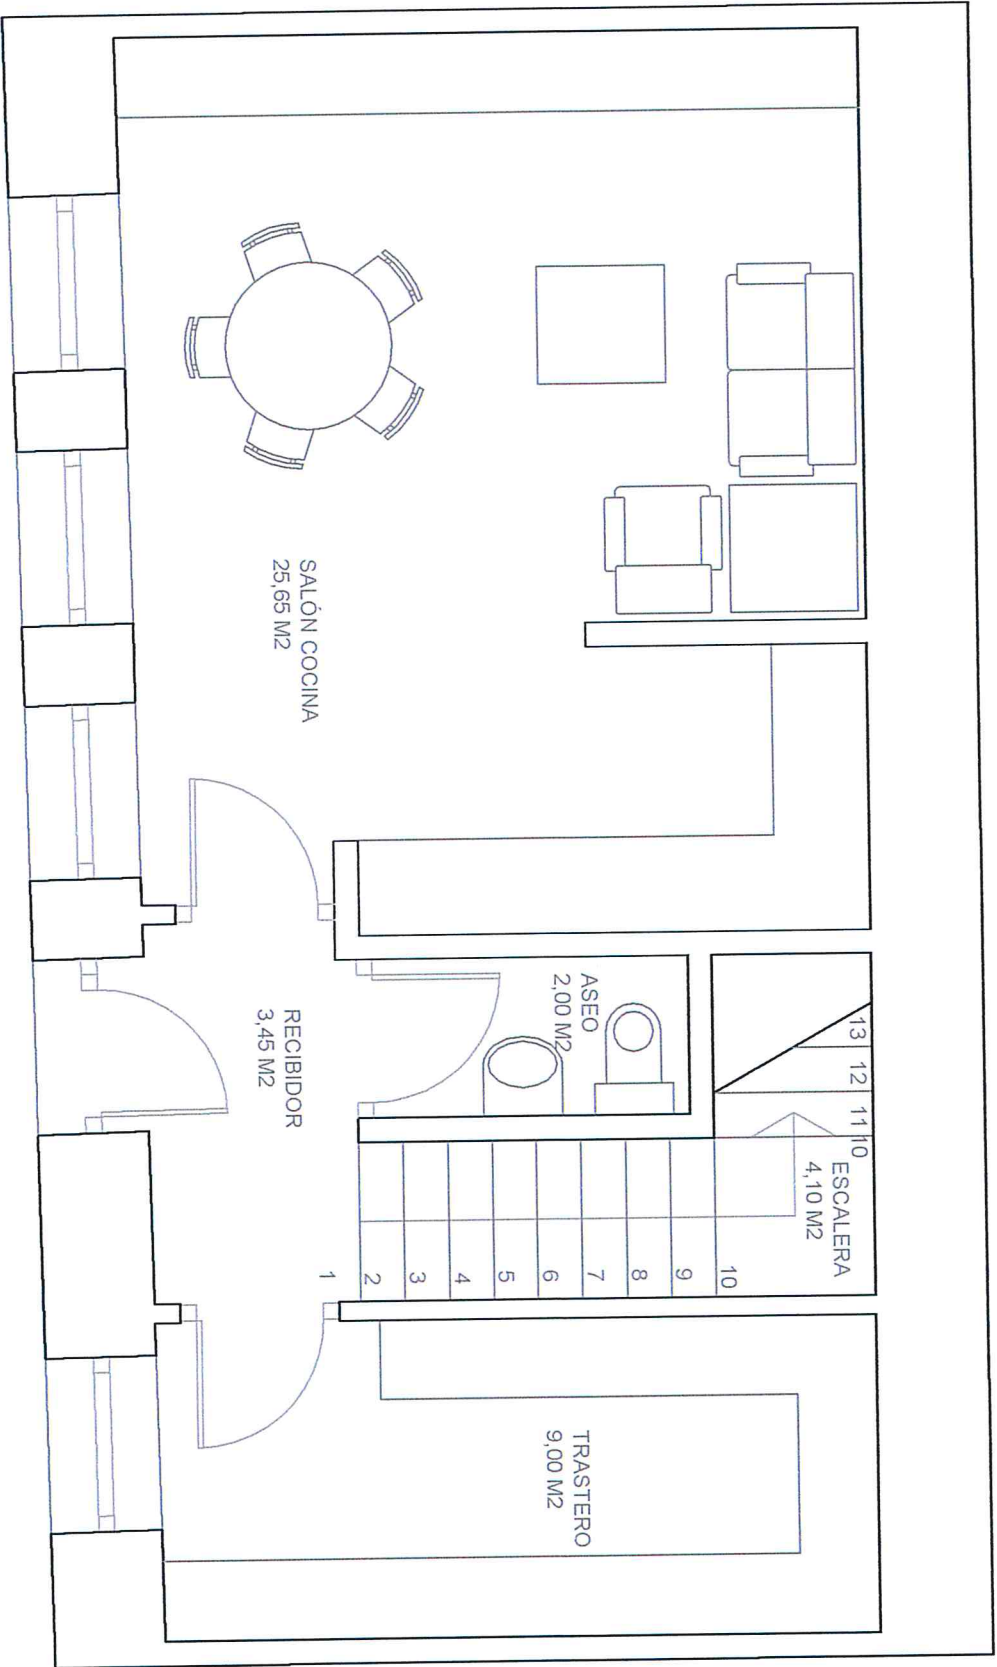 SALÓN COCINA
25,65 M2
RECIBIDOR
3,45 M2
ASEO
2,00 M2
ESCALERA
4,10 M2
TRASTERO
9,00 M2
1
2
3
4
5
6
7
8
9
10
10
11
12
13